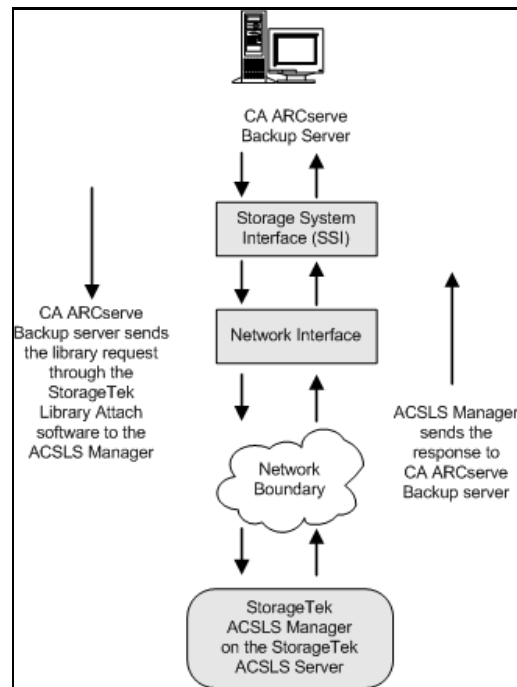 CA ARCserve
Backup Server
Storage System
Interface (SSI)
CA ARCserve
Backup server sends
the library request
through the
StorageTek
Library Attach
software to the
ACSLS Manager
Network Interface
ACSLS Manager
sends the
response to
CA ARCserve
Backup server
Network
Boundary
StorageTek
ACSLS Manager
on the StorageTek
ACSLS Server